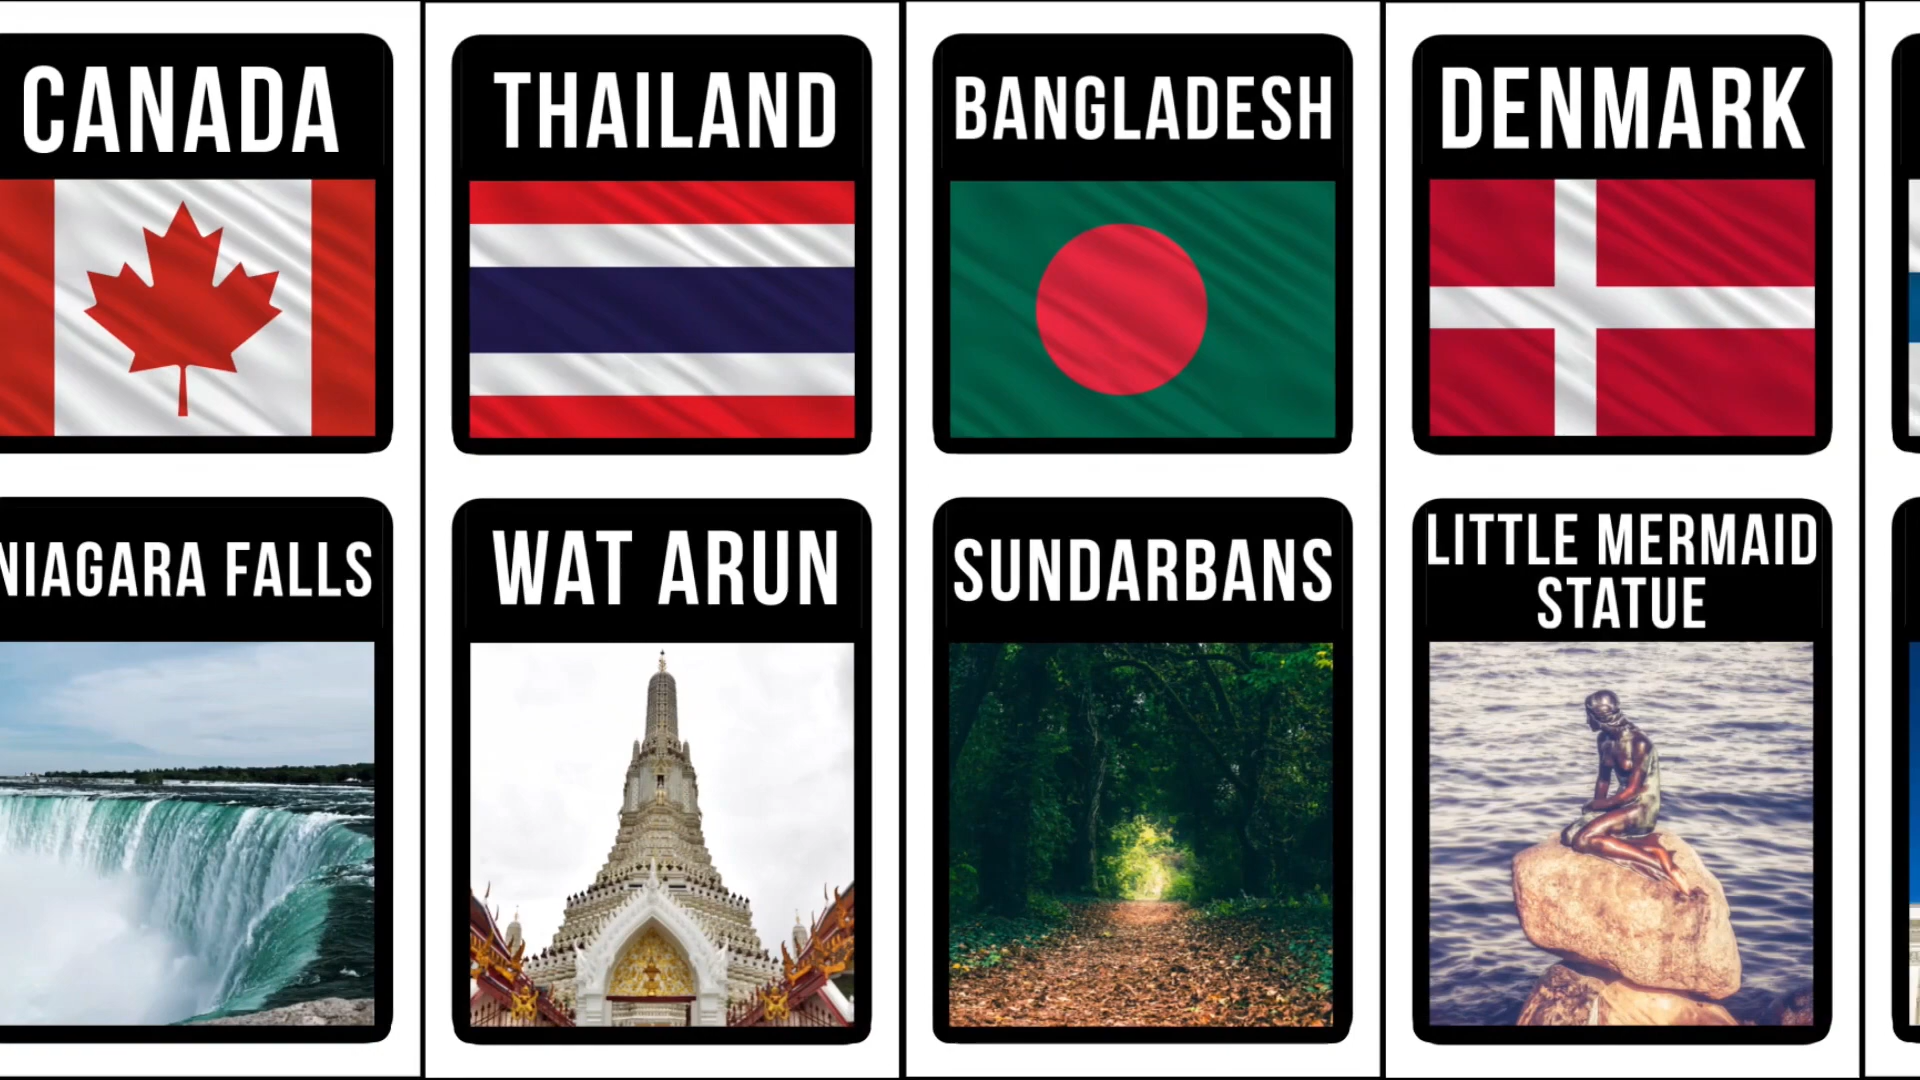 CANADA
THAILAND
BANGLADESH
DENMARK
NIAGARA FALLS
WAT ARUN
SUNDARBANS
LITTLE MERMAID
STATUE